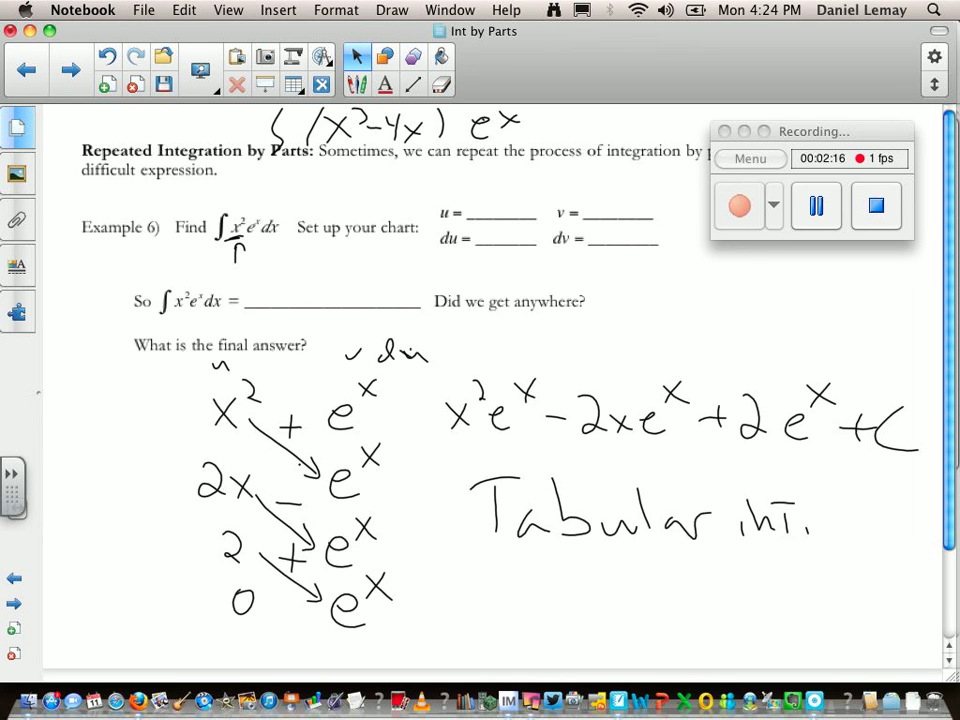 Notebook File Edit View Insert Format Draw Window Help Mon 4:24 PM Daniel Lemay
Int by Parts
Recording...
Menu 00:02:16 1 fps
∫ (x²-4x) eˣ
Repeated Integration by Parts: Sometimes, we can repeat the process of integration by
difficult expression.
Example 6) Find ∫x²eˣdx Set up your chart: u = ________ v = ________
du = ________ dv = ________
So ∫x²eˣdx = ____________________ Did we get anywhere?
What is the final answer?
u
x² + eˣ
2x - eˣ
2 + eˣ
0 eˣ
x²eˣ - 2xeˣ + 2eˣ + C
Tabular int.